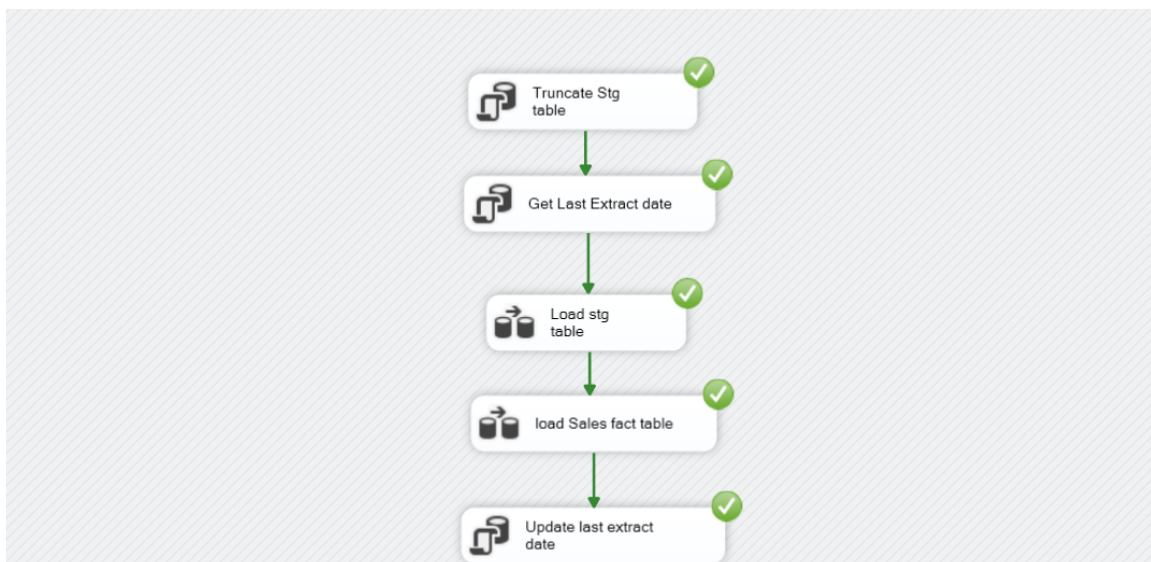 Truncate Stg
table
Get Last Extract date
Load stg
table
load Sales fact table
Update last extract
date